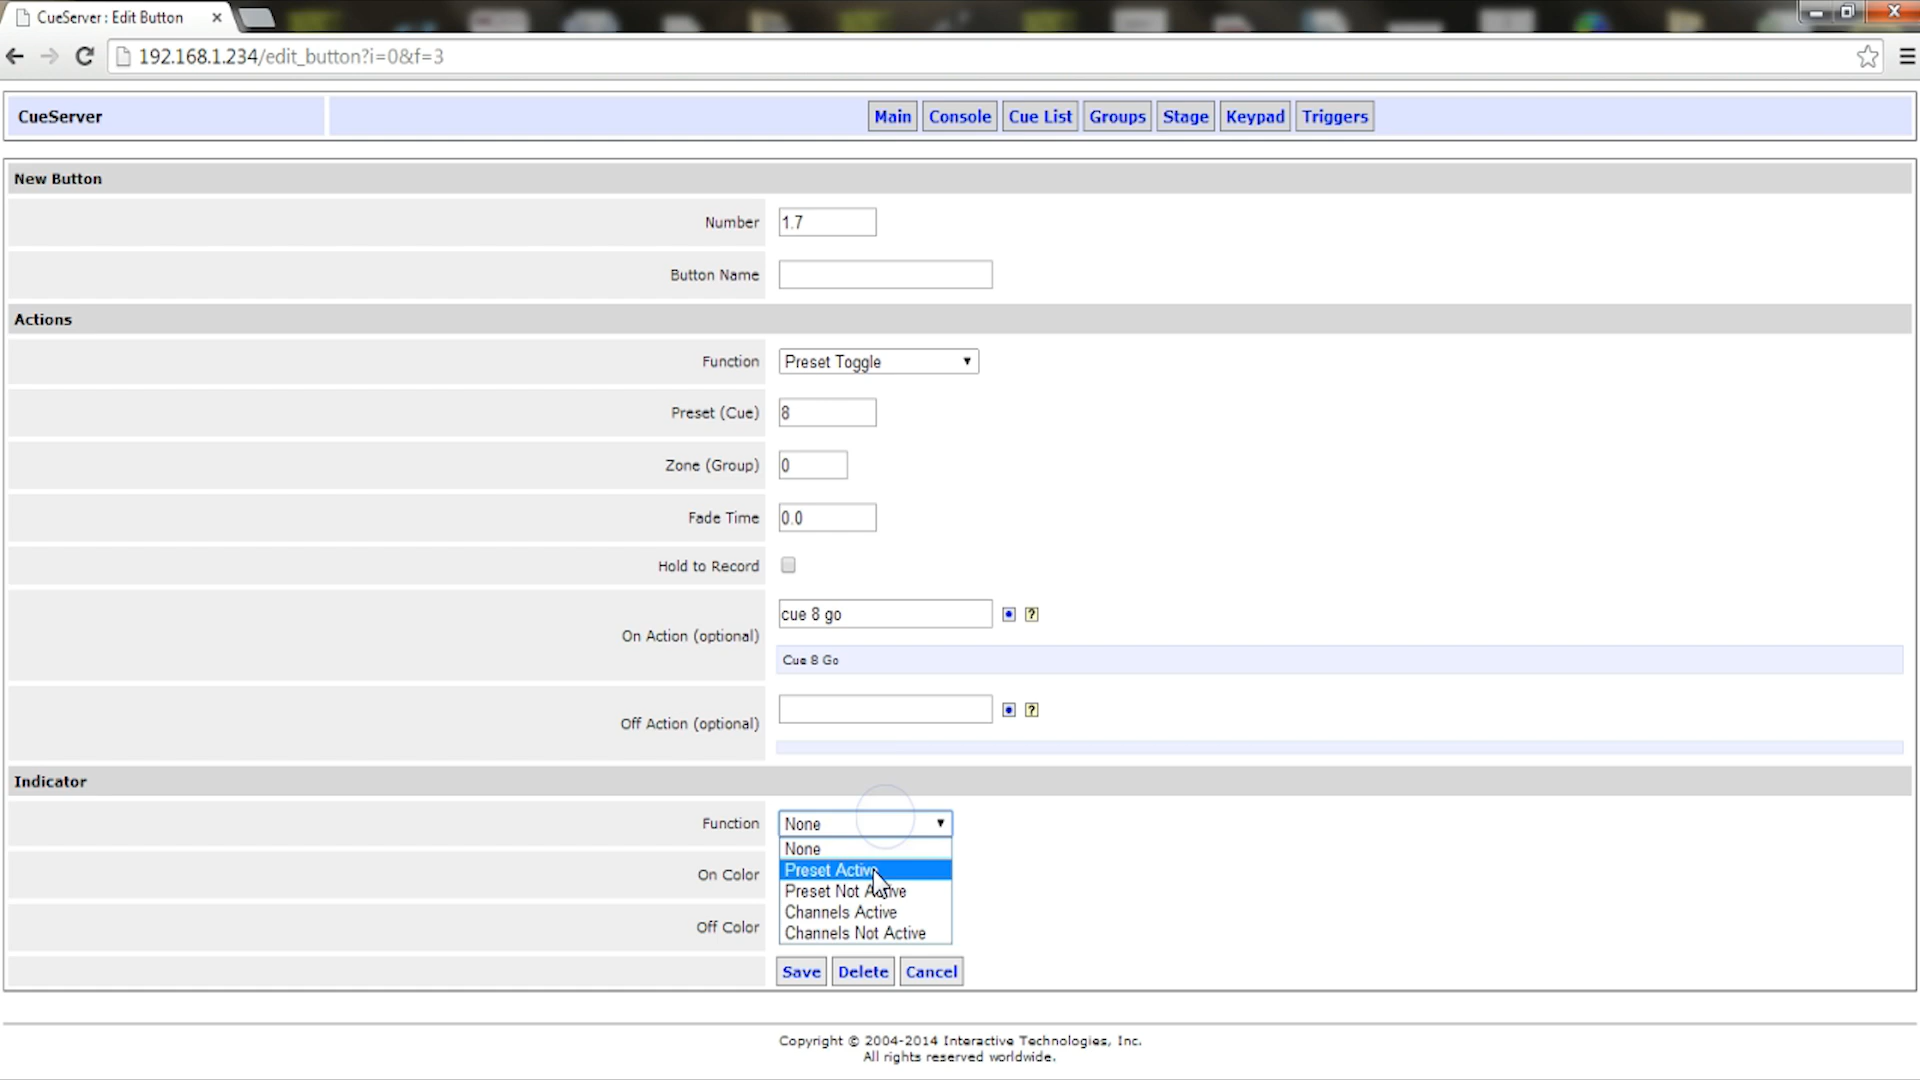 CueServer : Edit Button
192.168.1.234/edit_button?i=0&f=3
CueServer
Main Console Cue List Groups Stage Keypad Triggers
New Button
Number 1.7
Button Name
Actions
Function Preset Toggle
Preset (Cue) 8
Zone (Group) 0
Fade Time 0.0
Hold to Record
On Action (optional) cue 8 go ?
Cue 8 Go
Off Action (optional) ?
Indicator
Function None
None
On Color Preset Active
Preset Not Active
Channels Active
Off Color Channels Not Active
Save Delete Cancel
Copyright © 2004-2014 Interactive Technologies, Inc.
All rights reserved worldwide.